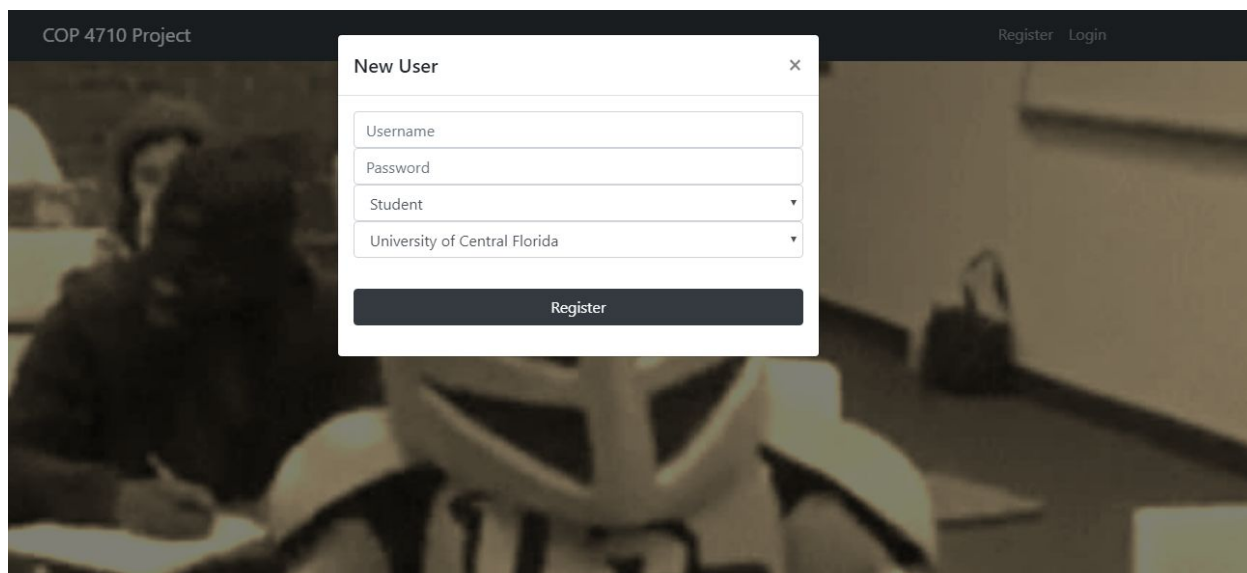 COP 4710 Project
Register Login
New User
×
Username
Password
Student
University of Central Florida
Register